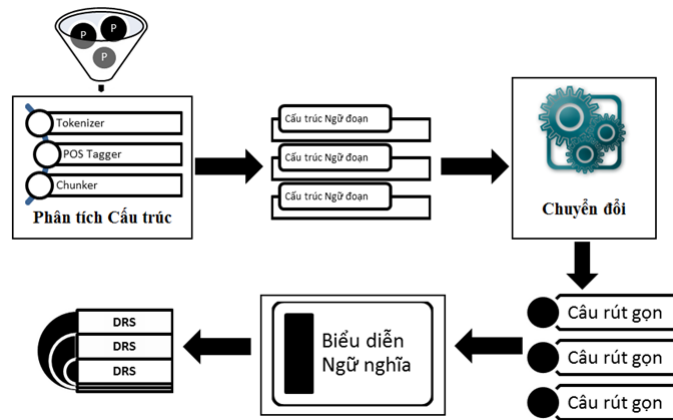 P
P
P
Tokenizer
POS Tagger
Chunker
Phân tích Cấu trúc
Cấu trúc Ngữ đoạn
Cấu trúc Ngữ đoạn
Cấu trúc Ngữ đoạn
Chuyển đổi
Câu rút gọn
Câu rút gọn
Câu rút gọn
Biểu diễn
Ngữ nghĩa
DRS
DRS
DRS